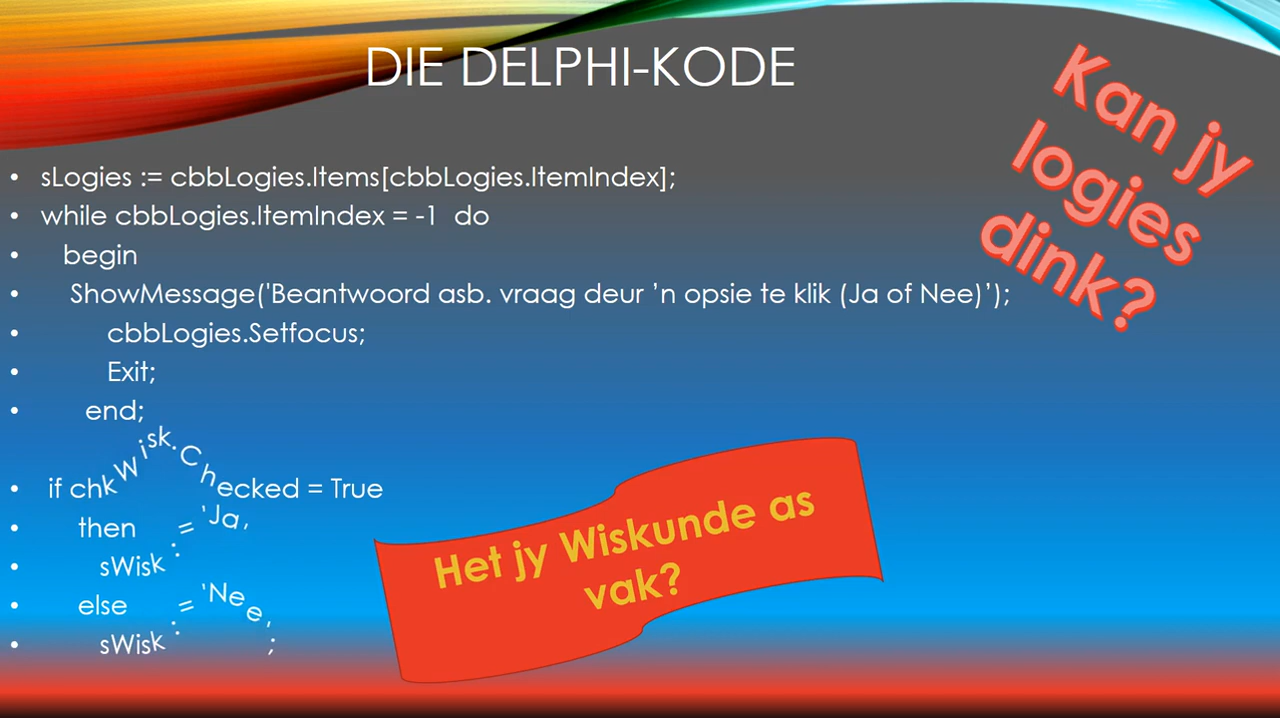 DIE DELPHI-KODE
Kan jy
logies
dink?
• sLogies := cbbLogies.Items[cbbLogies.ItemIndex];
• while cbbLogies.ItemIndex = -1 do
• begin
• ShowMessage('Beantwoord asb. vraag deur ’n opsie te klik (Ja of Nee)’);
• cbbLogies.Setfocus;
• Exit;
• end;
• if chkWisk.Checked = True
• then
• sWisk := 'Ja'
• else
• sWisk := 'Nee';
Het jy Wiskunde as
vak?